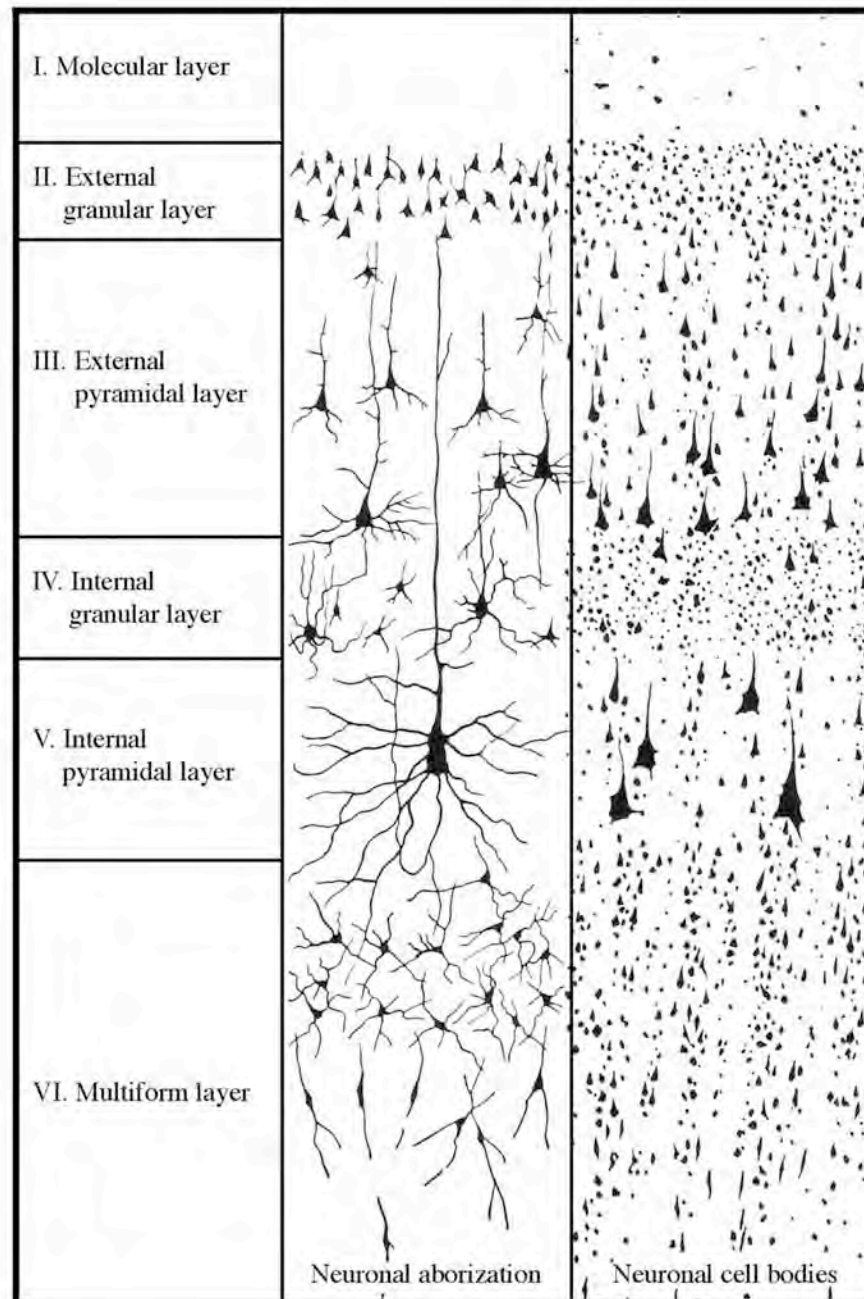 I. Molecular layer
II. External
granular layer
III. External
pyramidal layer
IV. Internal
granular layer
V. Internal
pyramidal layer
VI. Multiform layer
Neuronal aborization
Neuronal cell bodies